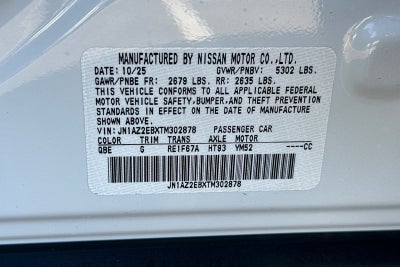 MANUFACTURED BY NISSAN MOTOR CO.,LTD.
DATE: 10/25 GVWR/PNBV: 5302 LBS.
GAWR/PNBE FR: 2679 LBS. RR: 2635 LBS.
THIS VEHICLE CONFORMS TO ALL APPLICABLE FEDERAL
MOTOR VEHICLE SAFETY,BUMPER,AND THEFT PREVENTION
STANDARDS IN EFFECT ON THE DATE OF MANUFACTURE
SHOWN ABOVE.
VIN: JN1AZ2EBXTM302878 PASSENGER CAR
COLOR TRIM TRANS AXLE MOTOR
QBE G RE1F67A HT93 YM52 ----CC
JN1AZ2EBXTM302878